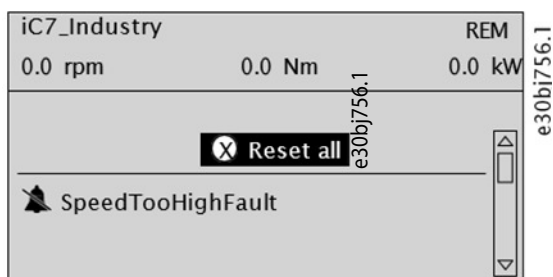 iC7_Industry REM
0.0 rpm 0.0 Nm 0.0 kW
X Reset all
SpeedTooHighFault
e30bj756.1
e30bj756.1